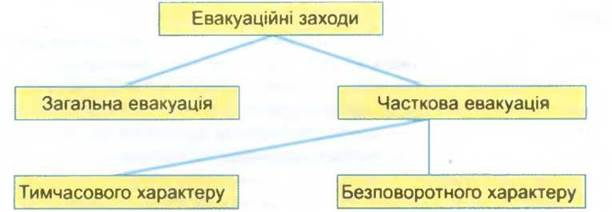 Евакуаційні заходи
Загальна евакуація
Часткова евакуація
Тимчасового характеру
Безповоротного характеру